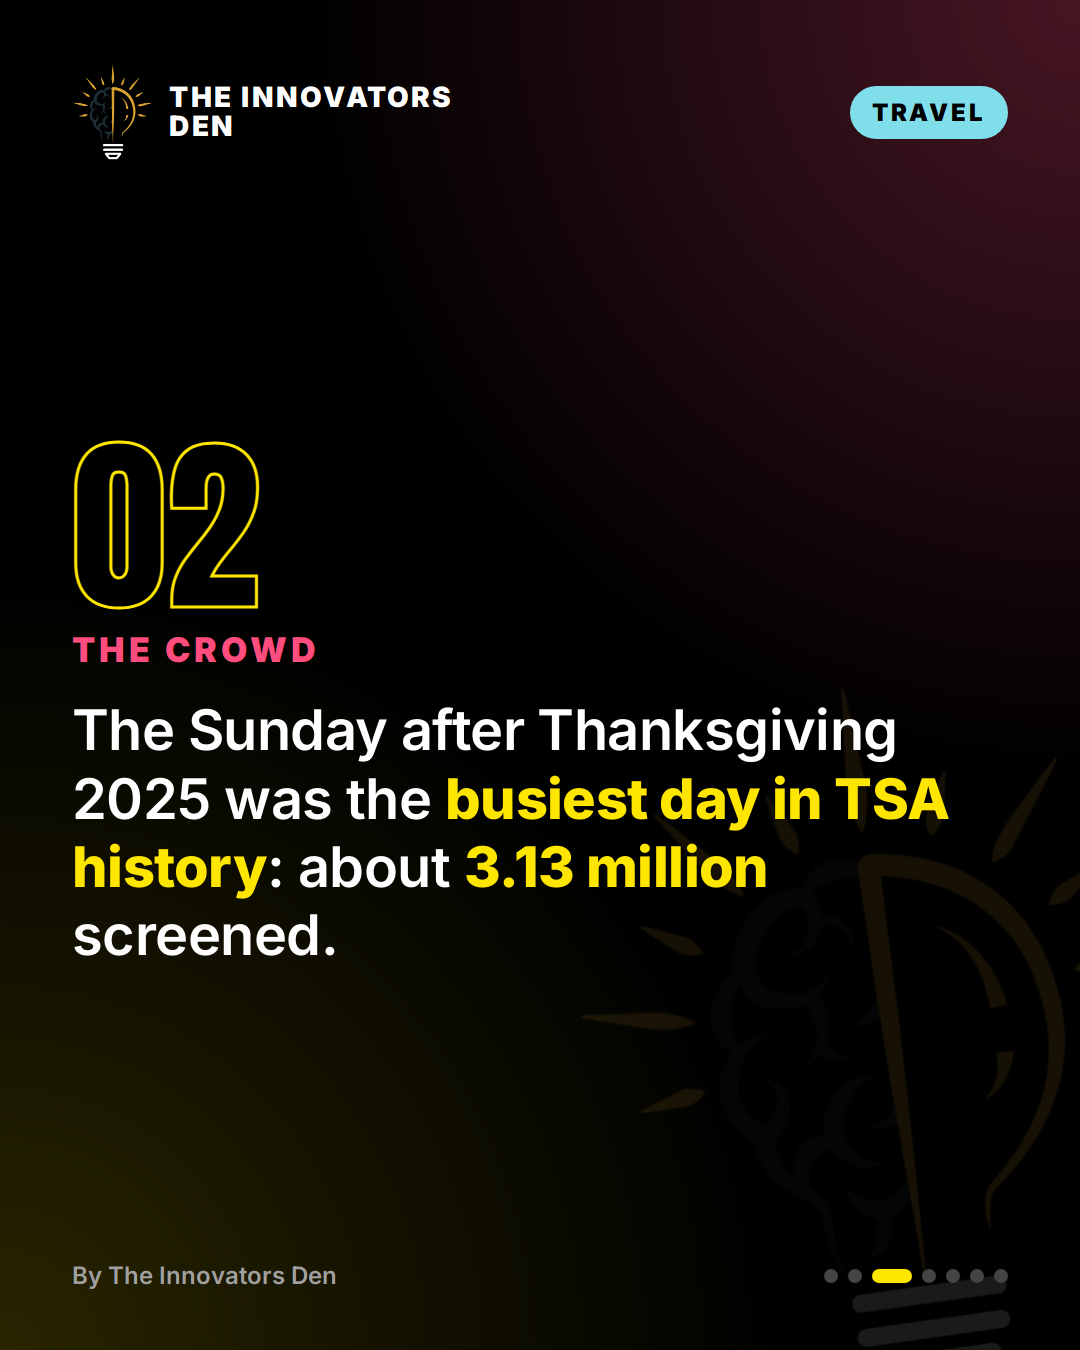 THE INNOVATORS
DEN
TRAVEL
02
THE CROWD
The Sunday after Thanksgiving
2025 was the busiest day in TSA
history: about 3.13 million
screened.
By The Innovators Den